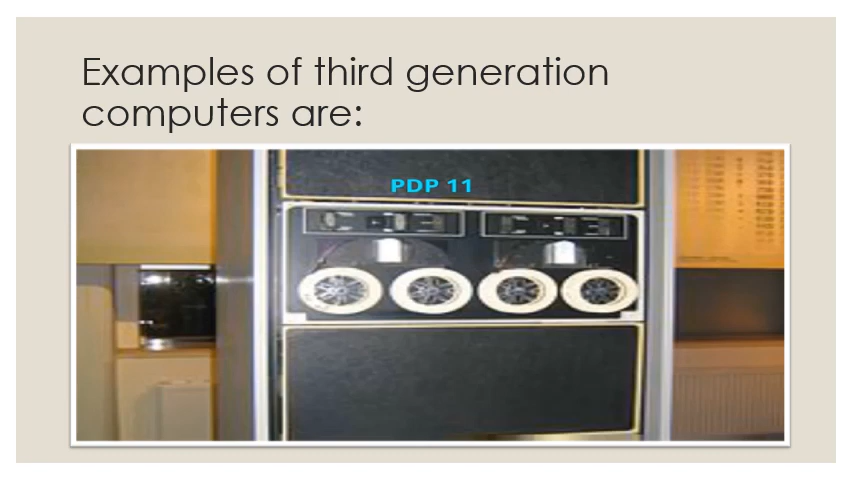 Examples of third generation
computers are:
PDP 11